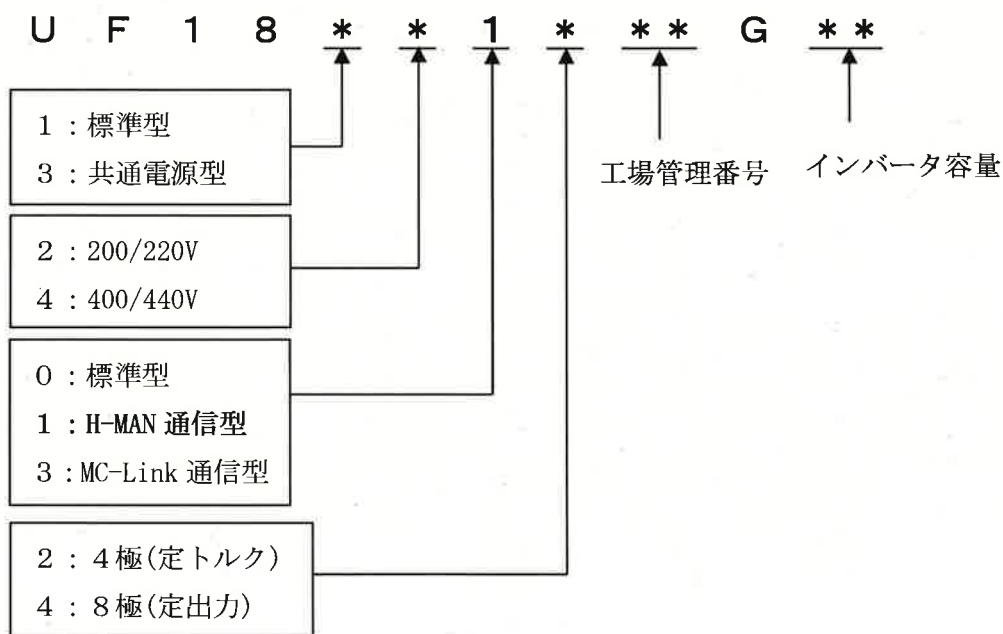 UF18**1***G**
1：標準型
3：共通電源型
工場管理番号
インバータ容量
2：200/220V
4：400/440V
0：標準型
1：H-MAN 通信型
3：MC-Link 通信型
2：4極(定トルク)
4：8極(定出力)